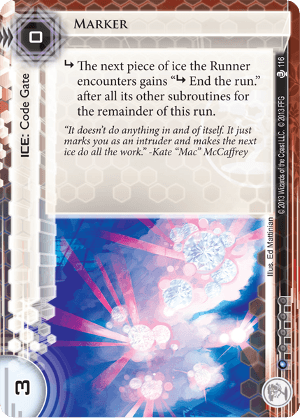 Marker
0
ICE: Code Gate
↳ The next piece of ice the Runner
encounters gains “↳ End the run.”
after all its other subroutines for
the remainder of this run.
“It doesn’t do anything in and of itself. It just
marks you as an intruder and makes the next
ice do all the work.” -Kate “Mac” McCaffrey
116
© 2013 Wizards of the Coast LLC. © 2013 FFG
Illus. Ed Mattinian
3